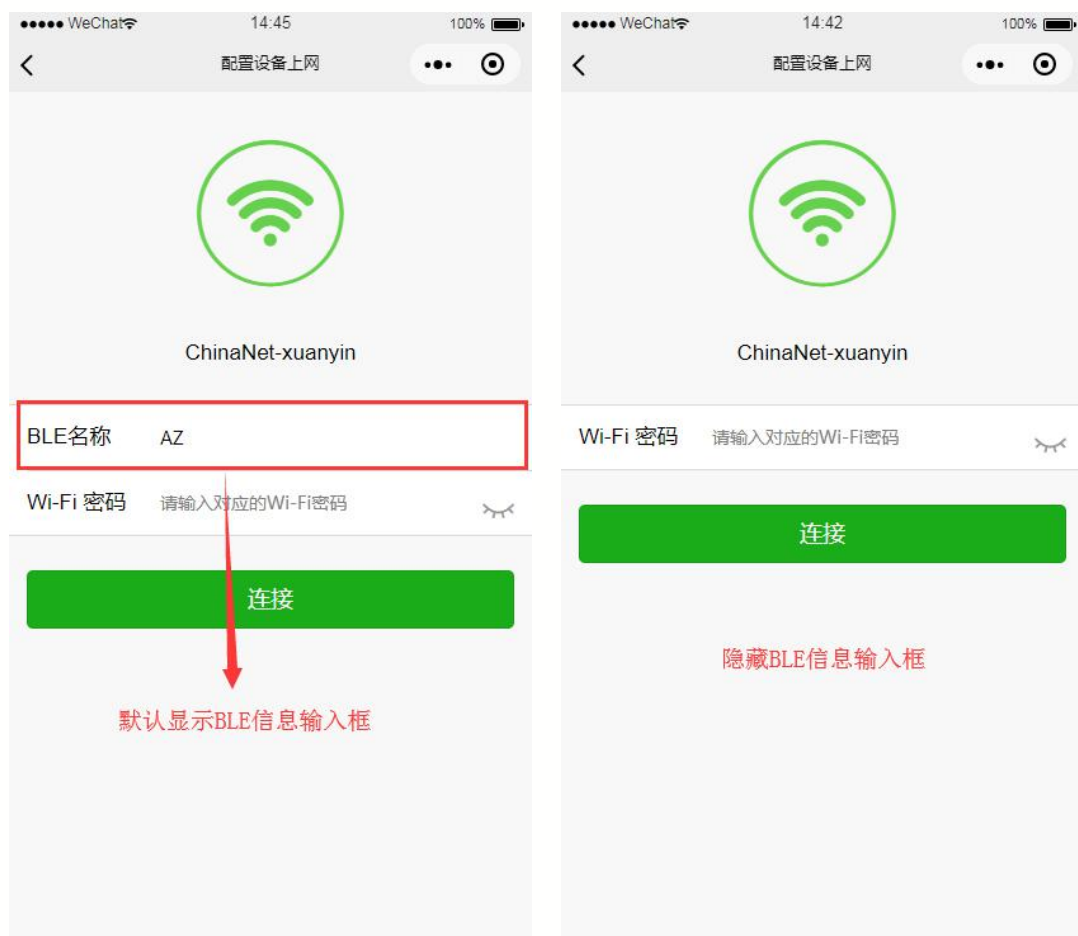 WeChat 14:45 100%
配置设备上网
ChinaNet-xuanyin
BLE名称 AZ
Wi-Fi 密码 请输入对应的Wi-Fi密码
连接
默认显示BLE信息输入框
WeChat 14:42 100%
配置设备上网
ChinaNet-xuanyin
Wi-Fi 密码 请输入对应的Wi-Fi密码
连接
隐藏BLE信息输入框